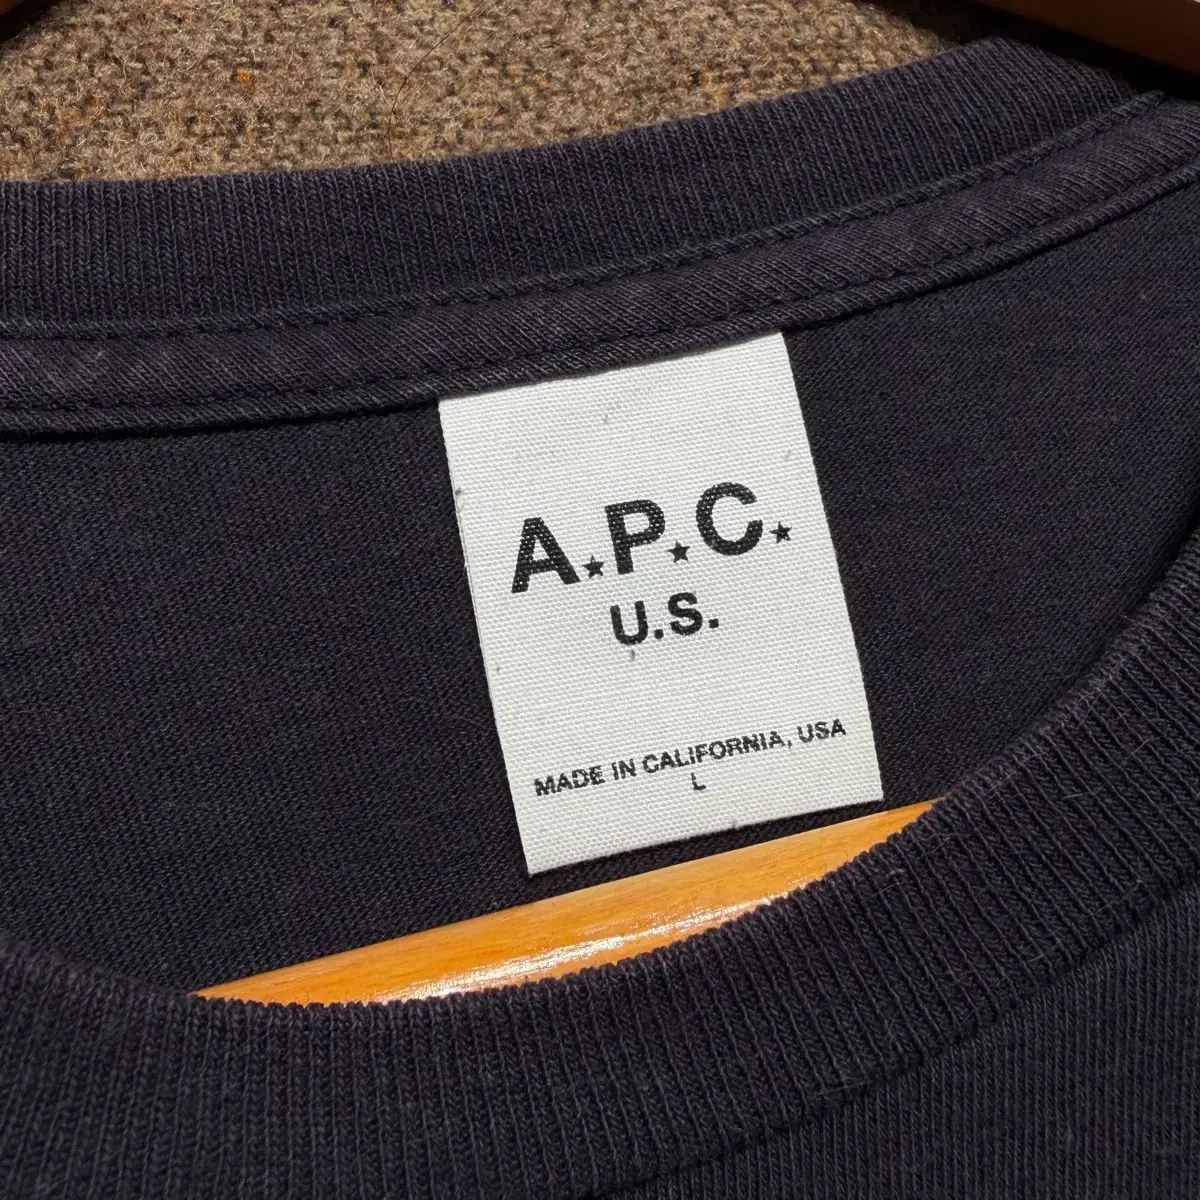 A★P★C★
U.S.
MADE IN CALIFORNIA, USA
L